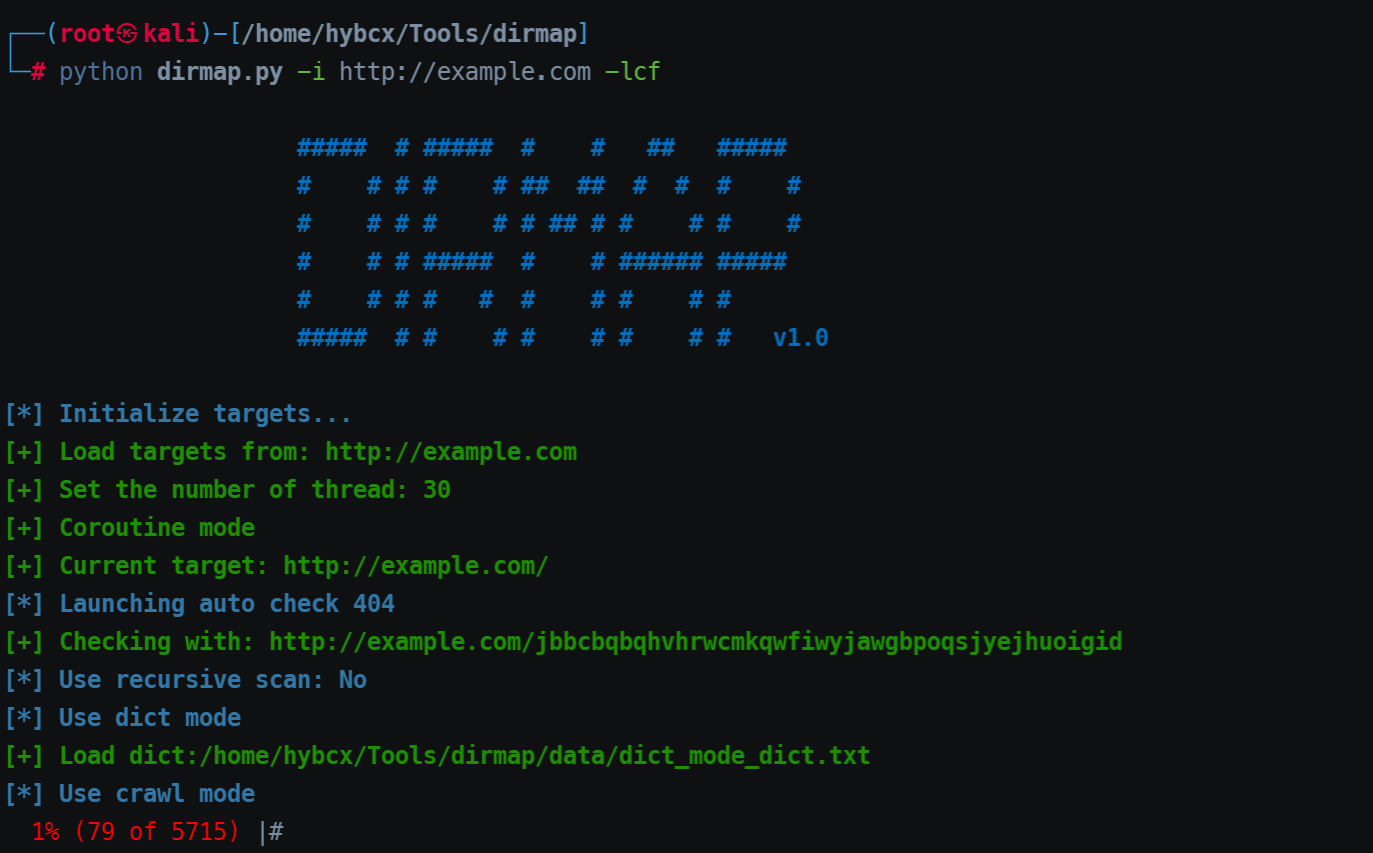 ┌──(root㉿kali)-[/home/hybcx/Tools/dirmap]
└─# python dirmap.py -i http://example.com -lcf
                     #####  # #####  #    #   ##   #####
                     #    # # #    # ##  ##  #  #  #    #
                     #    # # #    # # ## # #    # #    #
                     #    # # #####  #    # ###### #####
                     #    # # #   #  #    # #    # #
                     #####  # #    # #    # #    # #   v1.0
[*] Initialize targets...
[+] Load targets from: http://example.com
[+] Set the number of thread: 30
[+] Coroutine mode
[+] Current target: http://example.com/
[*] Launching auto check 404
[+] Checking with: http://example.com/jbbcbqbqhvhrwcmkqwfiwyjawgbpoqsjyejhuoigid
[*] Use recursive scan: No
[*] Use dict mode
[+] Load dict:/home/hybcx/Tools/dirmap/data/dict_mode_dict.txt
[*] Use crawl mode
  1% (79 of 5715) |#